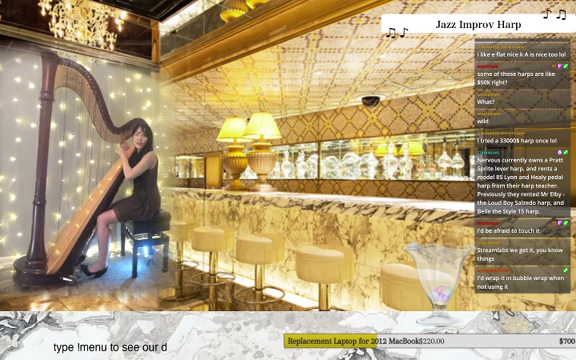 Jazz Improv Harp
i like e flat nice k A is nice too lol
some of those harps are like
$50k right?
What?
wild
I tried a 33000$ harp once lol
Nervous currently owns a Pratt
Sprite lever harp, and rents a
model 85 Lyon and Healy pedal
harp from their harp teacher.
Previously they rented Mr Elby -
the Loud Boy Salzedo harp, and
Belle the Style 15 harp.
I'd be afraid to touch it
Streamlabs we get it, you know
things
I'd wrap it in bubble wrap when
not using it
type !menu to see our d
Replacement Laptop for 2012 MacBook$220.00
$700